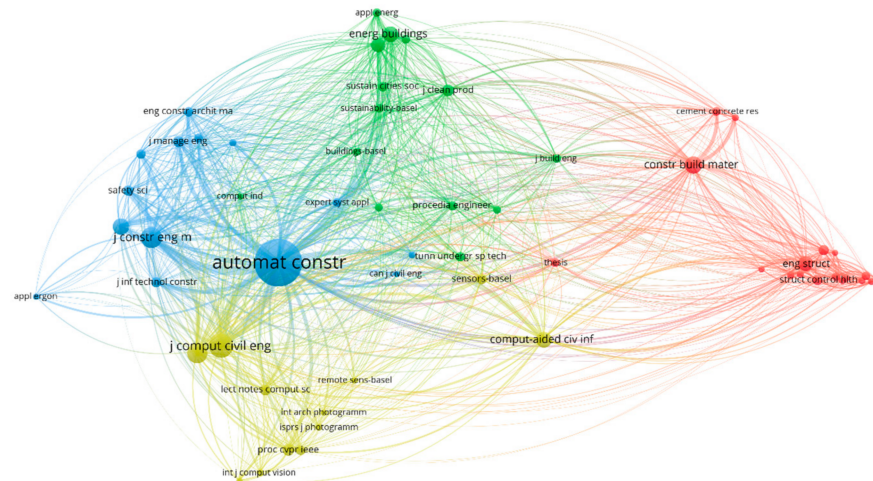 appl energ
energ buildings
sustain cities soc
j clean prod
sustainability-basel
eng constr archit ma
cement concrete res
j manage eng
buildings-basel
j build eng
constr build mater
safety sci
comput ind
expert syst appl
procedia engineer
j constr eng m
automat constr
tunn undergr sp tech
thesis
eng struct
can j civil eng
sensors-basel
struct control hlth
j inf technol constr
appl ergon
j comput civil eng
comput-aided civ inf
remote sens-basel
lect notes comput sc
int arch photogramm
isprs j photogramm
proc cvpr ieee
int j comput vision